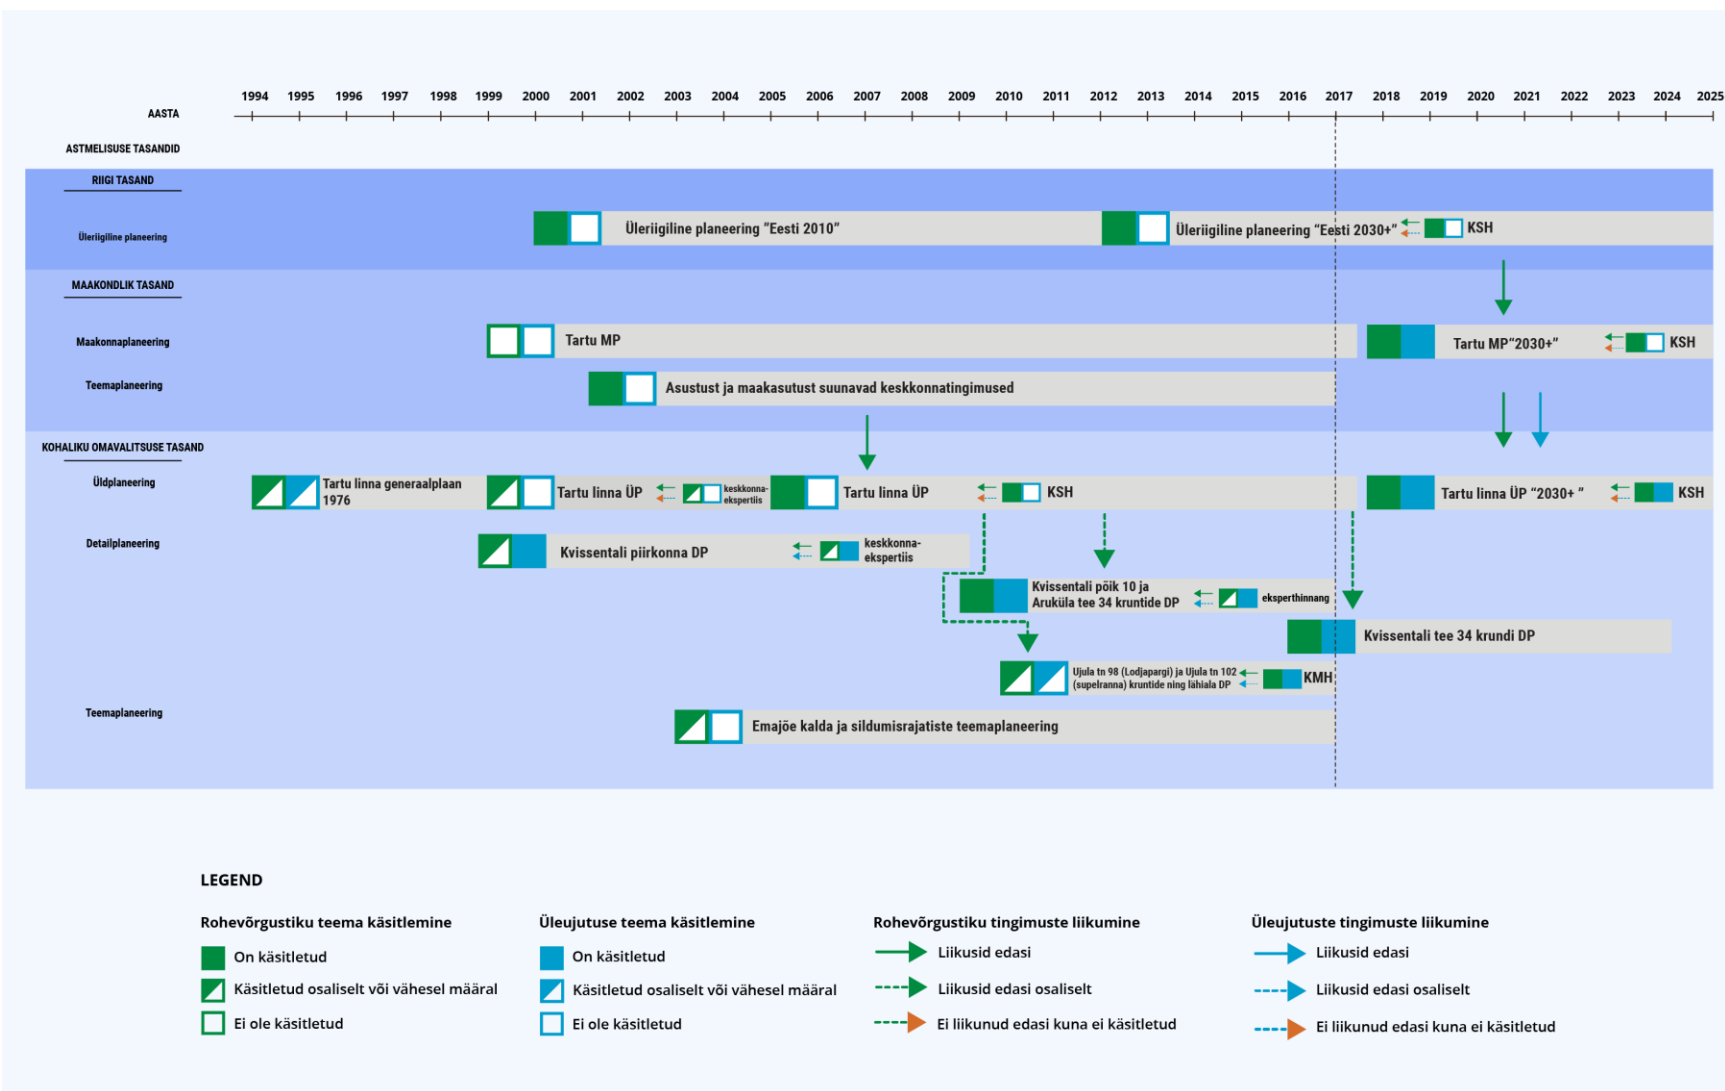 1994 1995 1996 1997 1998 1999 2000 2001 2002 2003 2004 2005 2006 2007 2008 2009 2010 2011 2012 2013 2014 2015 2016 2017 2018 2019 2020 2021 2022 2023 2024 2025
AASTA
ASTMELISUSE TASANDID
RIIGI TASAND
Üleriigiline planeering
Üleriigiline planeering “Eesti 2010”
Üleriigiline planeering “Eesti 2030+”
KSH
MAAKONDLIK TASAND
Maakonnaplaneering
Tartu MP
Tartu MP“2030+”
KSH
Teemaplaneering
Asustust ja maakasutust suunavad keskkonnatingimused
KOHALIKU OMAVALITSUSE TASAND
Üldplaneering
Tartu linna generaalplaan
1976
Tartu linna ÜP
keskkonna-
ekspertiis
Tartu linna ÜP
KSH
Tartu linna ÜP “2030+ ”
KSH
Detailplaneering
Kvissentali piirkonna DP
keskkonna-
ekspertiis
Kvissentali põik 10 ja
Aruküla tee 34 kruntide DP
eksperthinnang
Kvissentali tee 34 krundi DP
Ujula tn 98 (Lodjapargi) ja Ujula tn 102
(supelranna) kruntide ning lähiala DP
KMH
Teemaplaneering
Emajõe kalda ja sildumisrajatiste teemaplaneering
LEGEND
Rohevõrgustiku teema käsitlemine
On käsitletud
Käsitletud osaliselt või vähesel määral
Ei ole käsitletud
Üleujutuse teema käsitlemine
On käsitletud
Käsitletud osaliselt või vähesel määral
Ei ole käsitletud
Rohevõrgustiku tingimuste liikumine
Liikusid edasi
Liikusid edasi osaliselt
Ei liikunud edasi kuna ei käsitletud
Üleujutuste tingimuste liikumine
Liikusid edasi
Liikusid edasi osaliselt
Ei liikunud edasi kuna ei käsitletud